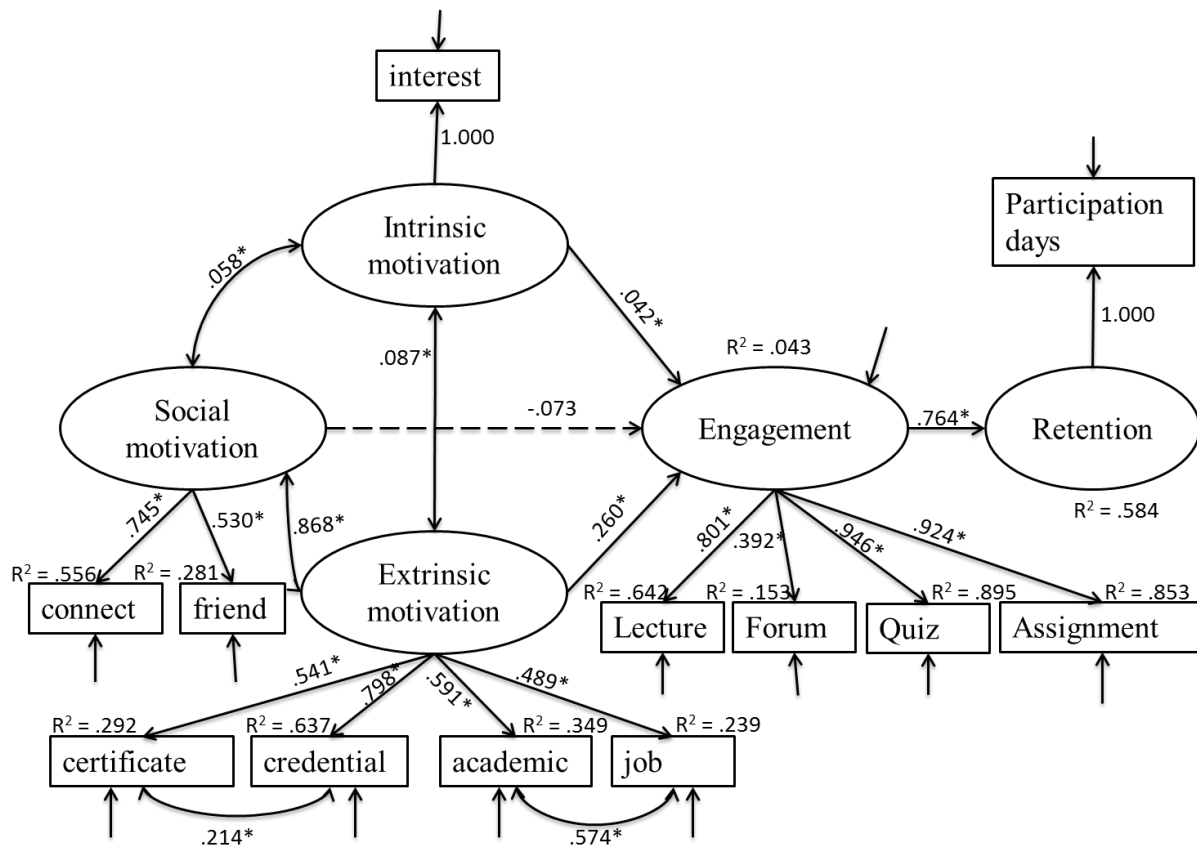 interest
1.000
Participation
days
Intrinsic
motivation
.058*
.042*
1.000
.087*
R² = .043
Social
motivation
-.073
Engagement
.764*
Retention
R² = .584
.745*
.530*
.868*
.260*
.801*
.392*
.946*
.924*
R² = .556
R² = .281
Extrinsic
motivation
R² = .642
R² = .153
R² = .895
R² = .853
connect
friend
Lecture
Forum
Quiz
Assignment
.541*
.798*
.591*
.489*
R² = .292
R² = .637
R² = .349
R² = .239
certificate
credential
academic
job
.214*
.574*